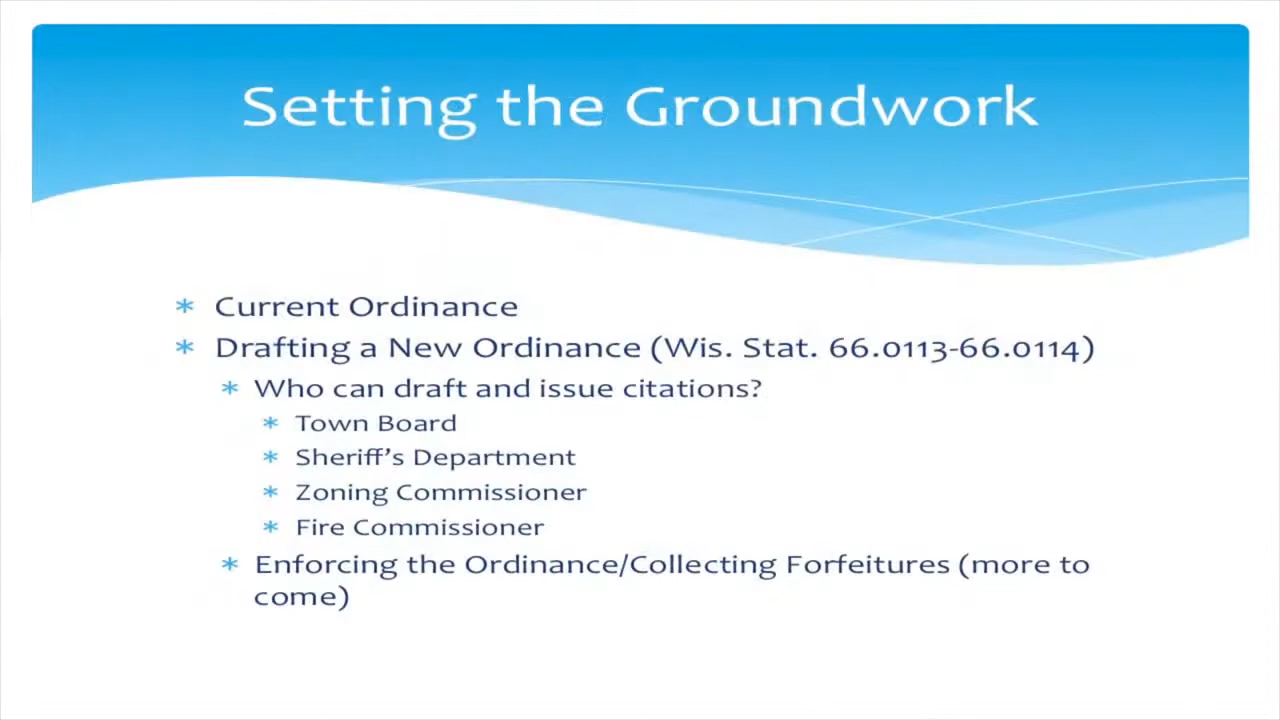 Setting the Groundwork
* Current Ordinance
* Drafting a New Ordinance (Wis. Stat. 66.0113-66.0114)
* Who can draft and issue citations?
* Town Board
* Sheriff's Department
* Zoning Commissioner
* Fire Commissioner
* Enforcing the Ordinance/Collecting Forfeitures (more to
come)